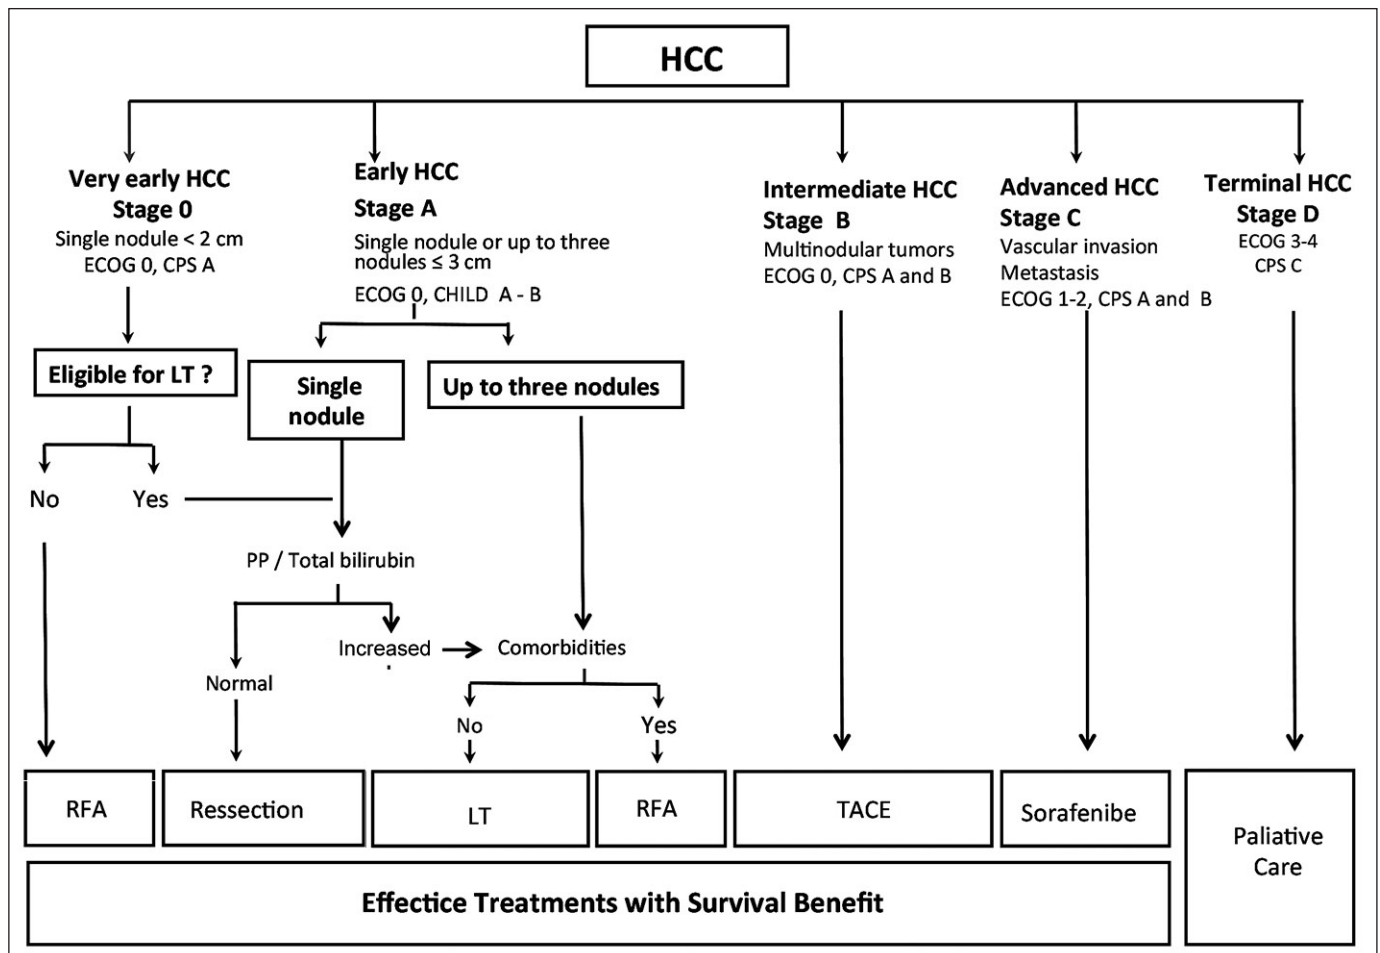 HCC
Very early HCC
Stage 0
Single nodule < 2 cm
ECOG 0, CPS A
Early HCC
Stage A
Single nodule or up to three
nodules ≤ 3 cm
ECOG 0, CHILD A - B
Intermediate HCC
Stage B
Multinodular tumors
ECOG 0, CPS A and B
Advanced HCC
Stage C
Vascular invasion
Metastasis
ECOG 1-2, CPS A and B
Terminal HCC
Stage D
ECOG 3-4
CPS C
Eligible for LT ?
Single
nodule
Up to three nodules
No
Yes
PP / Total bilirubin
Increased
Comorbidities
Normal
No
Yes
RFA
Ressection
LT
RFA
TACE
Sorafenibe
Paliative
Care
Effectice Treatments with Survival Benefit